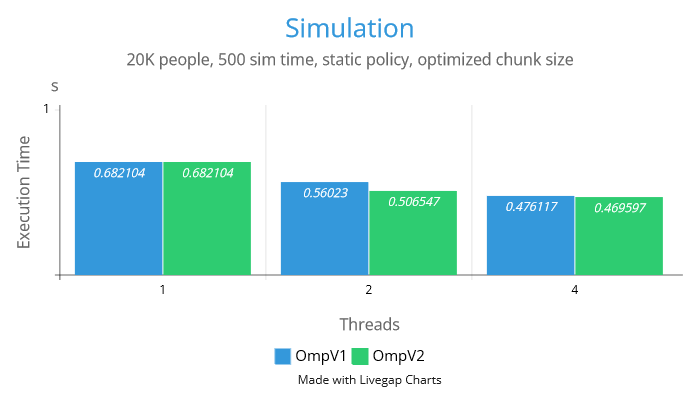 Simulation
20K people, 500 sim time, static policy, optimized chunk size
s
1
Execution Time
0.682104 0.682104 0.56023 0.506547 0.476117 0.469597
1 2 4
Threads
OmpV1 OmpV2
Made with Livegap Charts